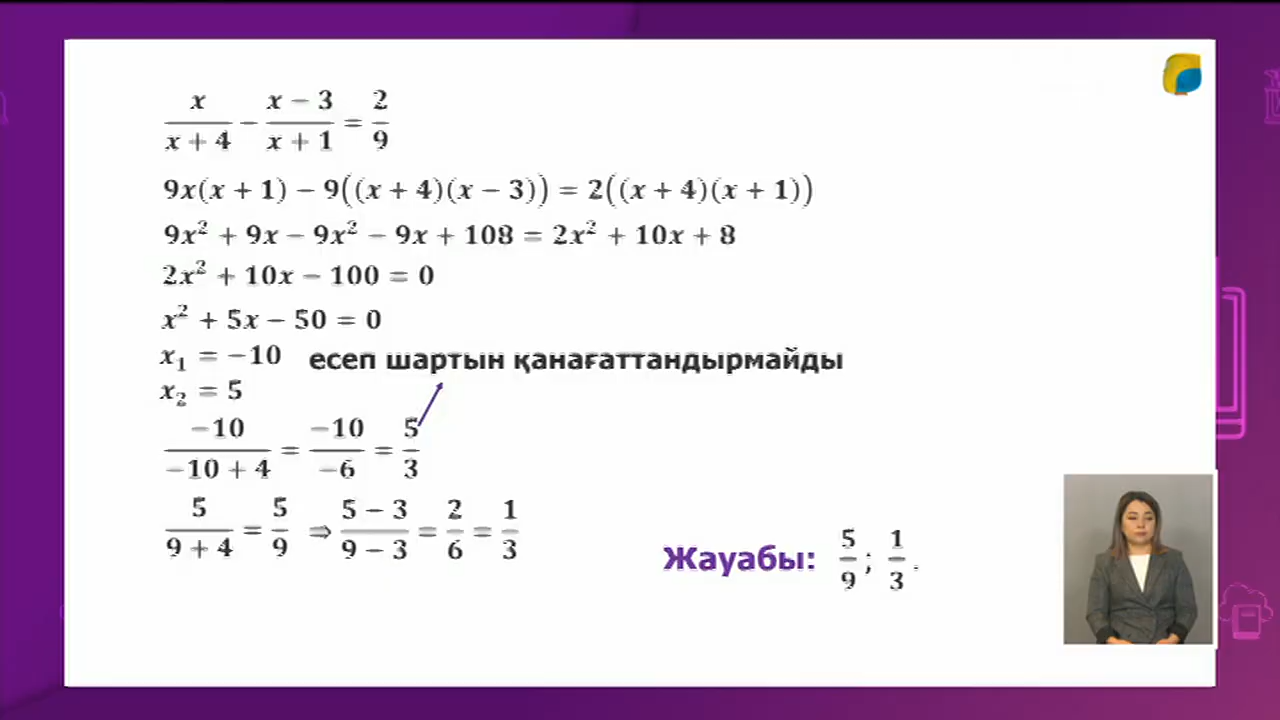 x/(x + 4) − (x − 3)/(x + 1) = 2/9
9x(x + 1) − 9((x + 4)(x − 3)) = 2((x + 4)(x + 1))
9x² + 9x − 9x² − 9x + 108 = 2x² + 10x + 8
2x² + 10x − 100 = 0
x² + 5x − 50 = 0
x₁ = −10 есеп шартын қанағаттандырмайды
x₂ = 5
−10/(−10 + 4) = −10/−6 = 5/3
5/(9 + 4) = 5/9 ⇒ (5 − 3)/(9 − 3) = 2/6 = 1/3
Жауабы: 5/9; 1/3.